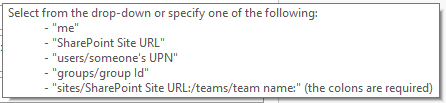 Select from the drop-down or specify one of the following:
- "me"
- "SharePoint Site URL"
- "users/someone's UPN"
- "groups/group Id"
- "sites/SharePoint Site URL:/teams/team name:" (the colons are required)